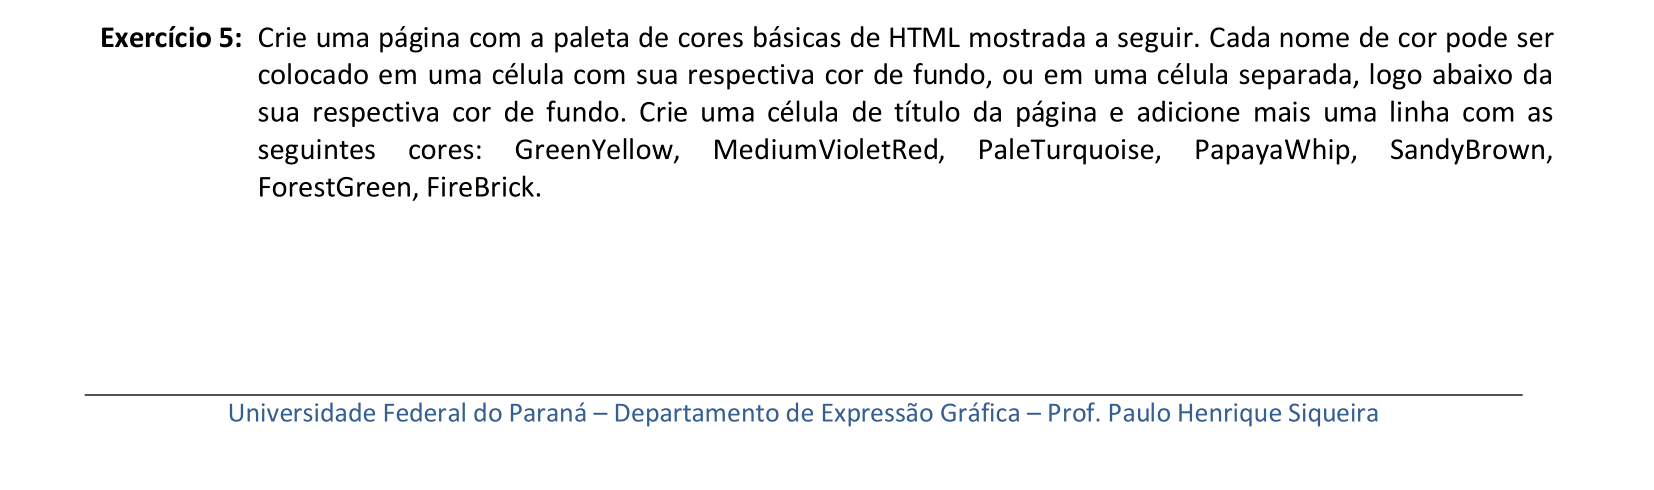 Exercício 5: Crie uma página com a paleta de cores básicas de HTML mostrada a seguir. Cada nome de cor pode ser
colocado em uma célula com sua respectiva cor de fundo, ou em uma célula separada, logo abaixo da
sua respectiva cor de fundo. Crie uma célula de título da página e adicione mais uma linha com as
seguintes cores: GreenYellow, MediumVioletRed, PaleTurquoise, PapayaWhip, SandyBrown,
ForestGreen, FireBrick.
Universidade Federal do Paraná – Departamento de Expressão Gráfica – Prof. Paulo Henrique Siqueira